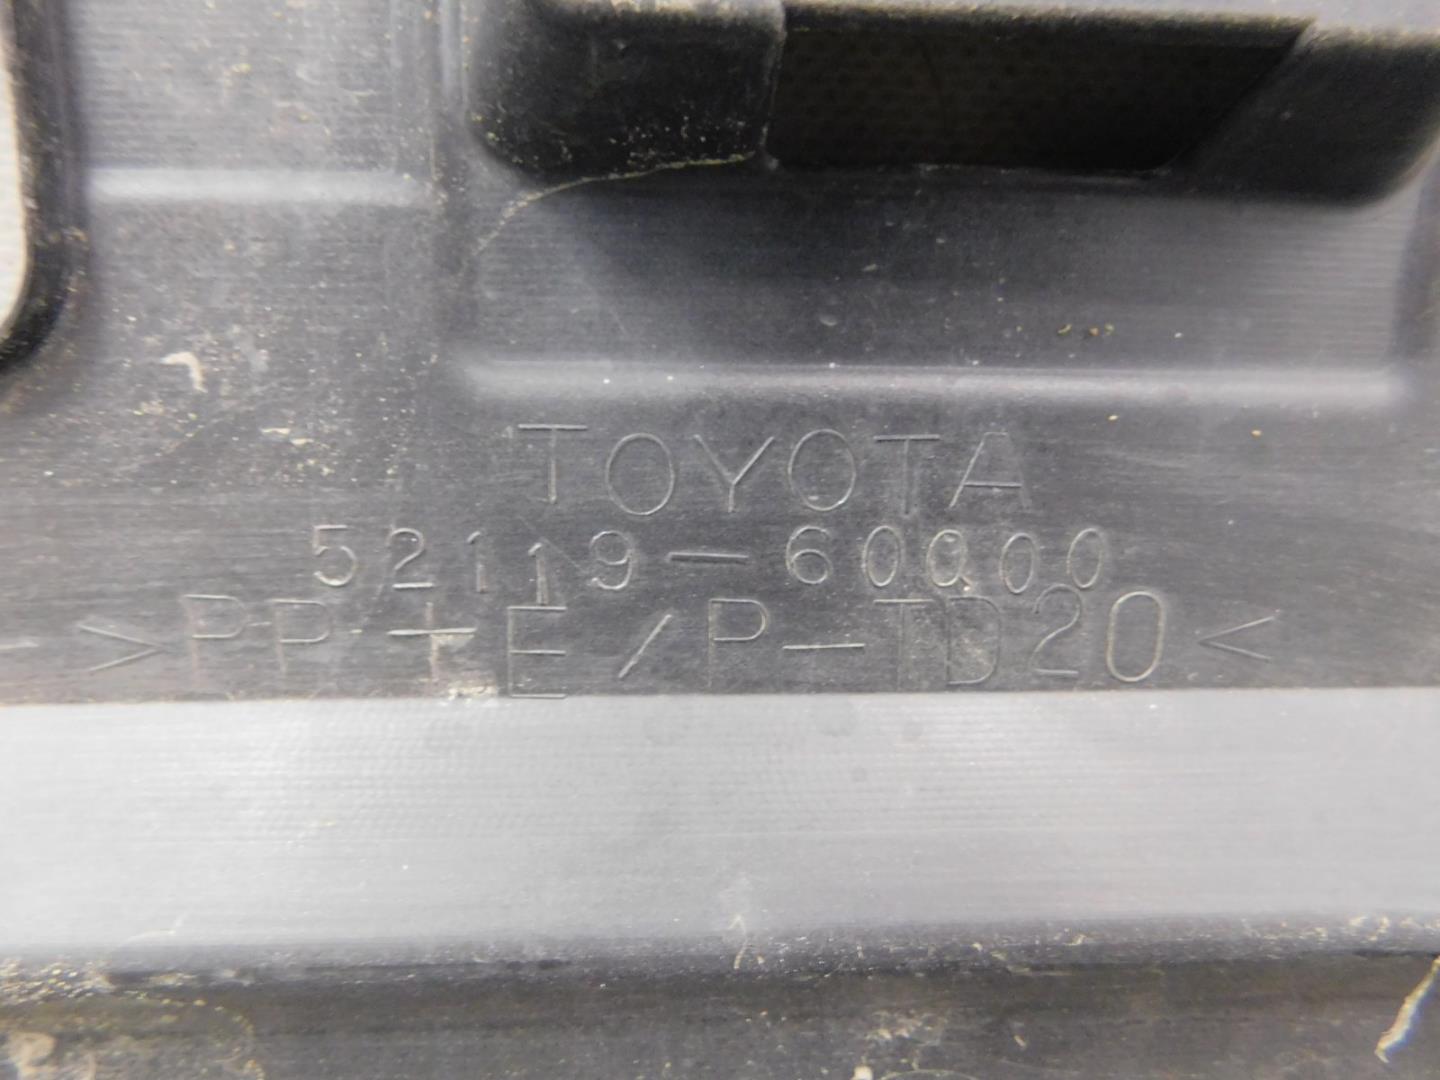 TOYOTA
52119-60000
->PP+E/P-TD20<